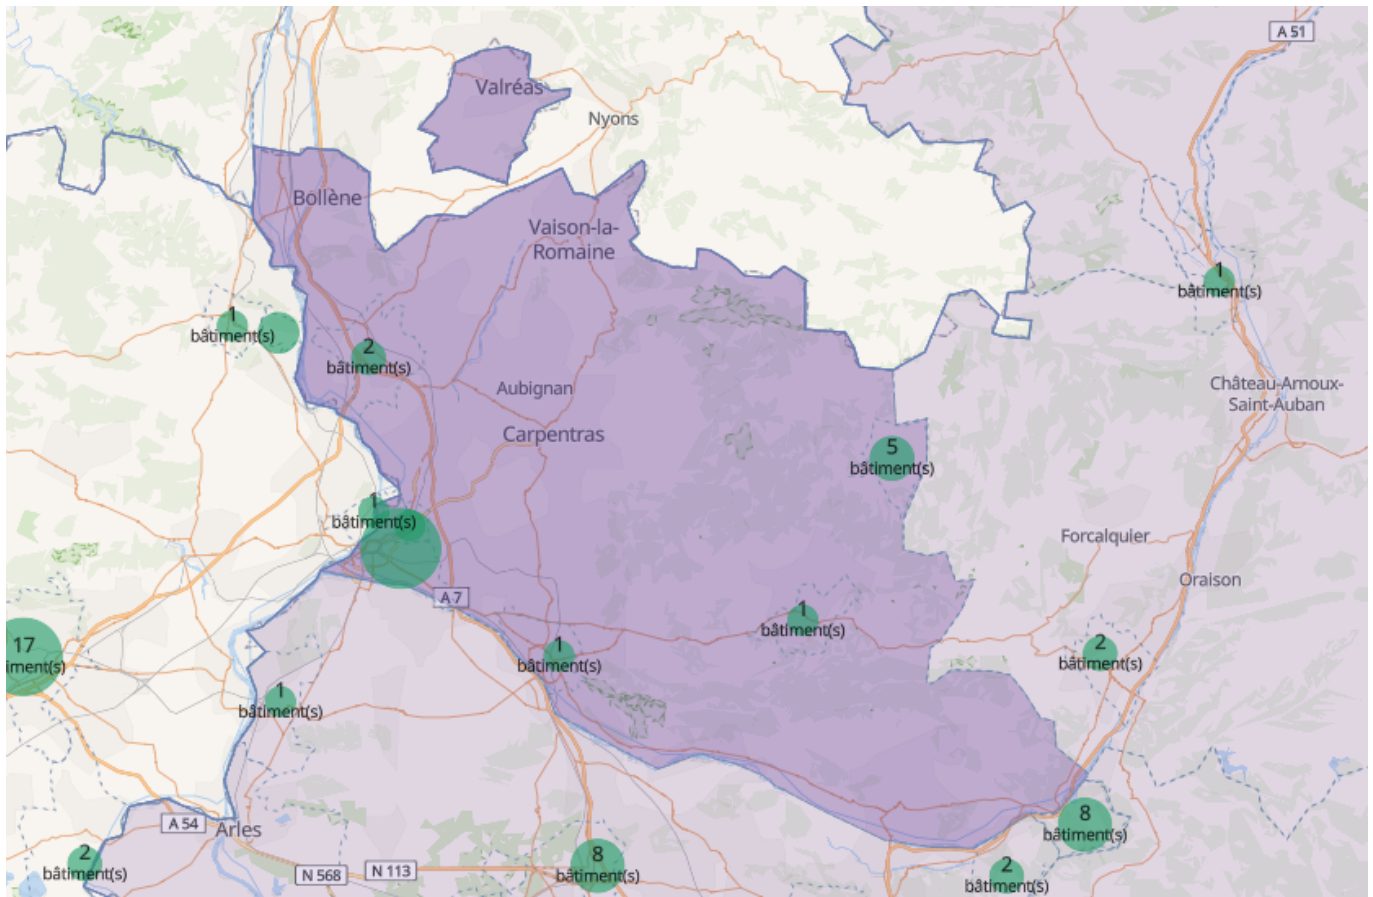 A 51
Valréas
Nyons
Bollène
Vaison-la-
Romaine
1
bâtiment(s)
1
bâtiment(s)
2
bâtiment(s)
Aubignan
Château-Arnoux-
Saint-Auban
Carpentras
5
bâtiment(s)
1
bâtiment(s)
Forcalquier
Oraison
A 7
1
bâtiment(s)
17
iment(s)
1
bâtiment(s)
2
bâtiment(s)
1
bâtiment(s)
A 54
Arles
8
bâtiment(s)
2
bâtiment(s)
N 568
N 113
8
bâtiment(s)
2
bâtiment(s)